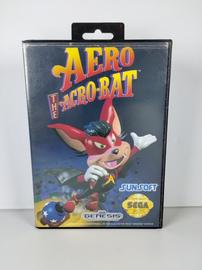 AERO
THE ACRO-BAT
SUNSOFT
GENESIS
SEGA